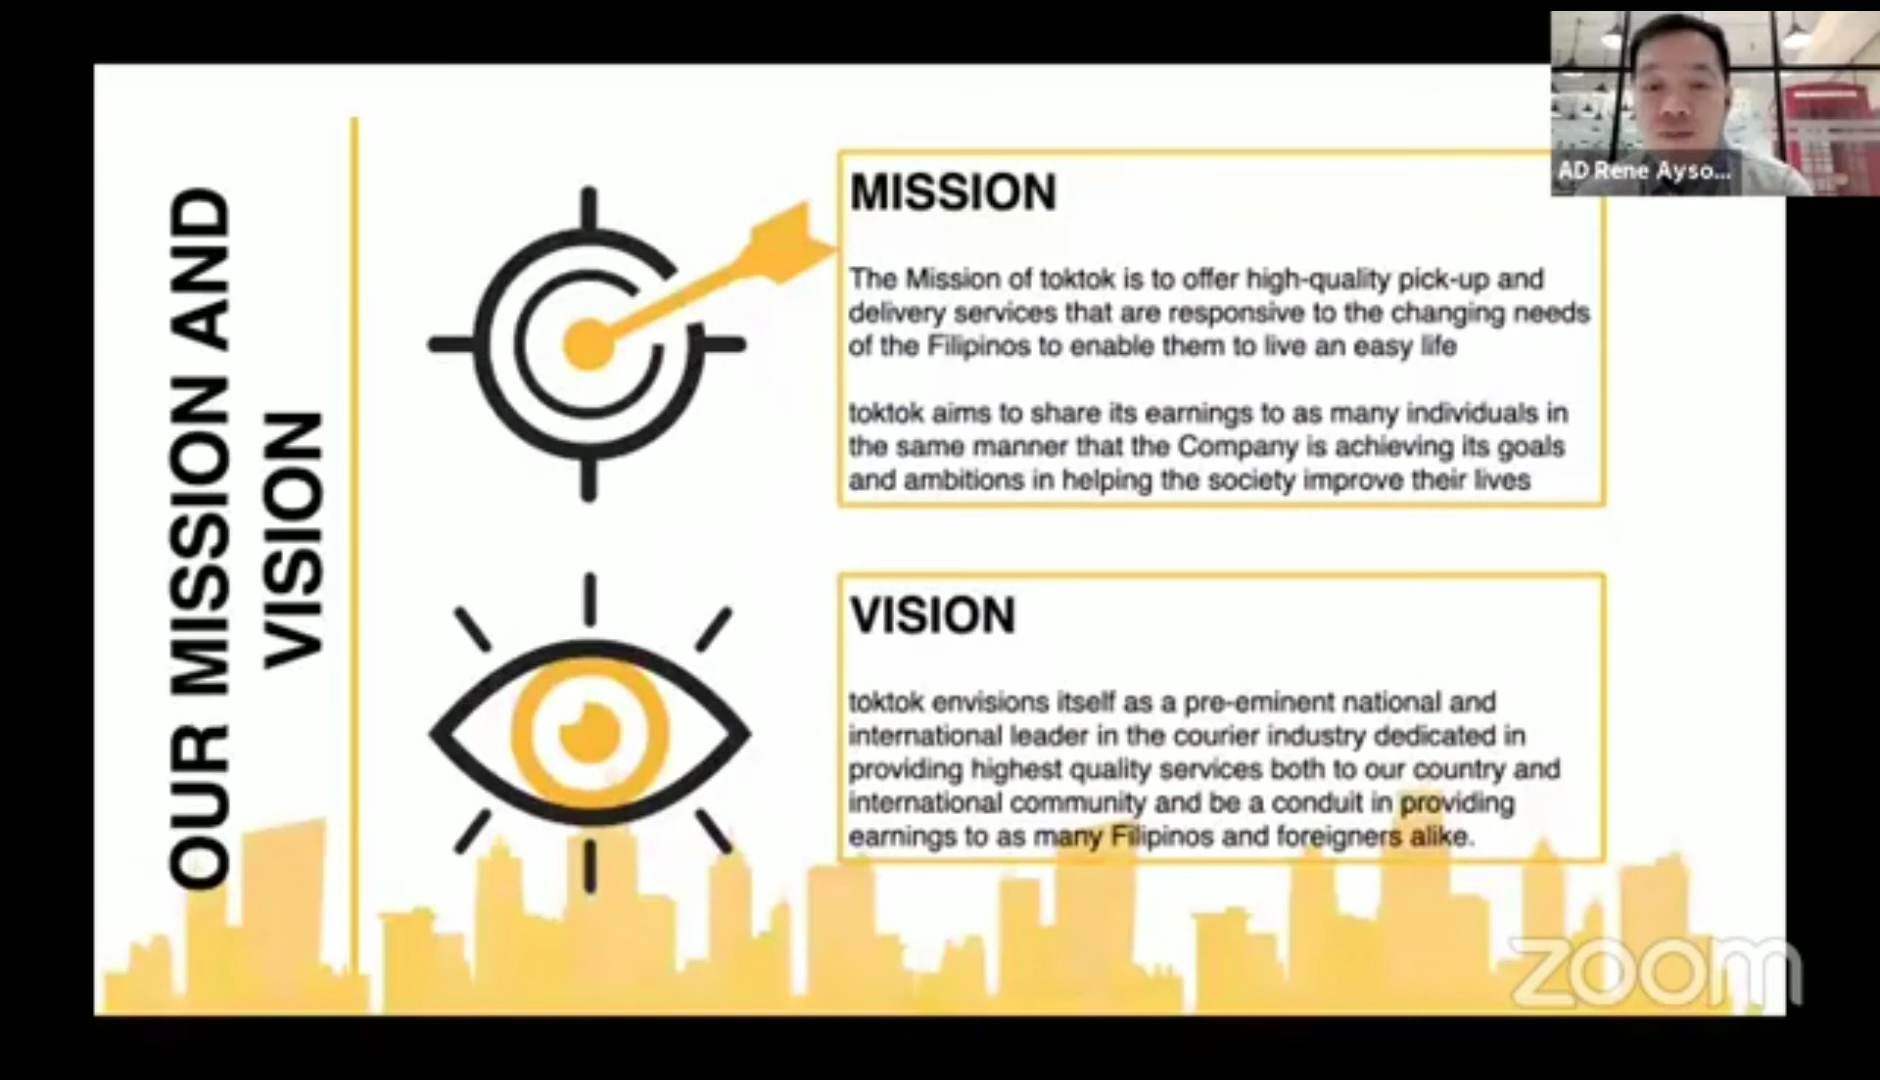 OUR MISSION AND
VISION
MISSION
The Mission of toktok is to offer high-quality pick-up and
delivery services that are responsive to the changing needs
of the Filipinos to enable them to live an easy life
toktok aims to share its earnings to as many individuals in
the same manner that the Company is achieving its goals
and ambitions in helping the society improve their lives
VISION
toktok envisions itself as a pre-eminent national and
international leader in the courier industry dedicated in
providing highest quality services both to our country and
international community and be a conduit in providing
earnings to as many Filipinos and foreigners alike.
AD Rene Ayso...
zoom